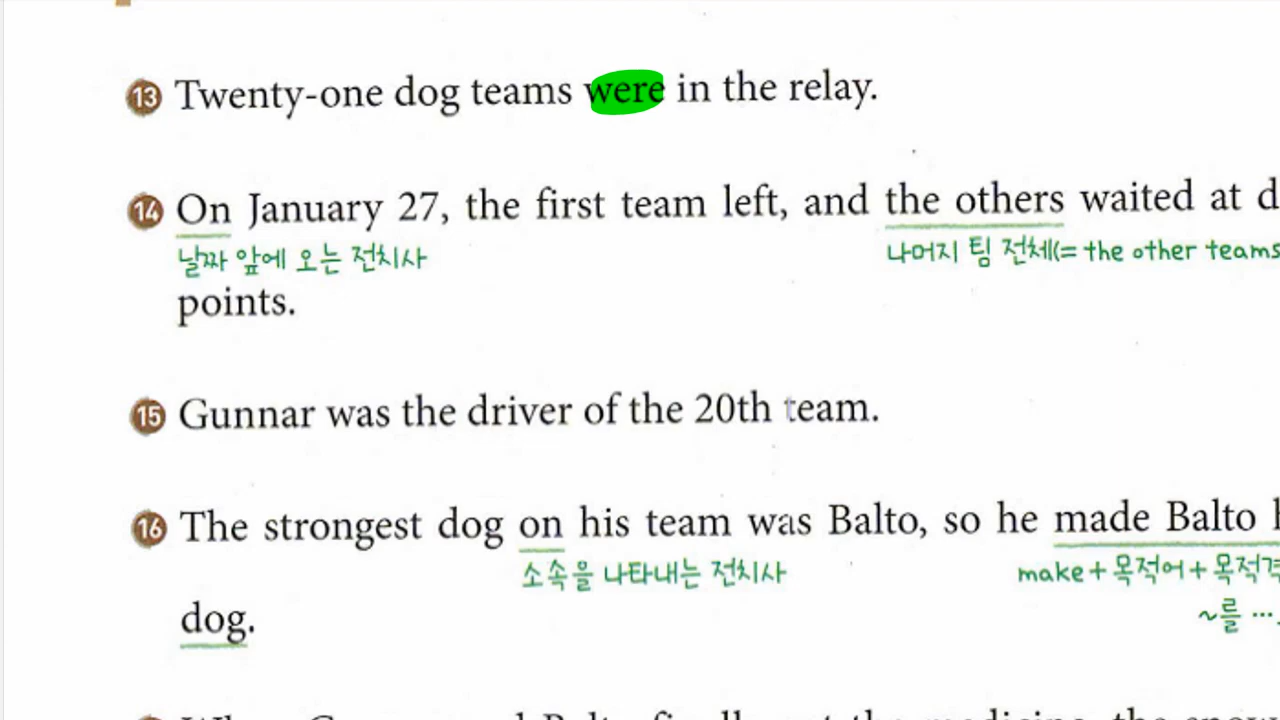 13 Twenty-one dog teams were in the relay.
14 On January 27, the first team left, and the others waited at
날짜 앞에 오는 전치사 나머지 팀 전체(= the other teams
points.
15 Gunnar was the driver of the 20th team.
16 The strongest dog on his team was Balto, so he made Balto
소속을 나타내는 전치사 make + 목적어 +
~를 ...
dog.
the